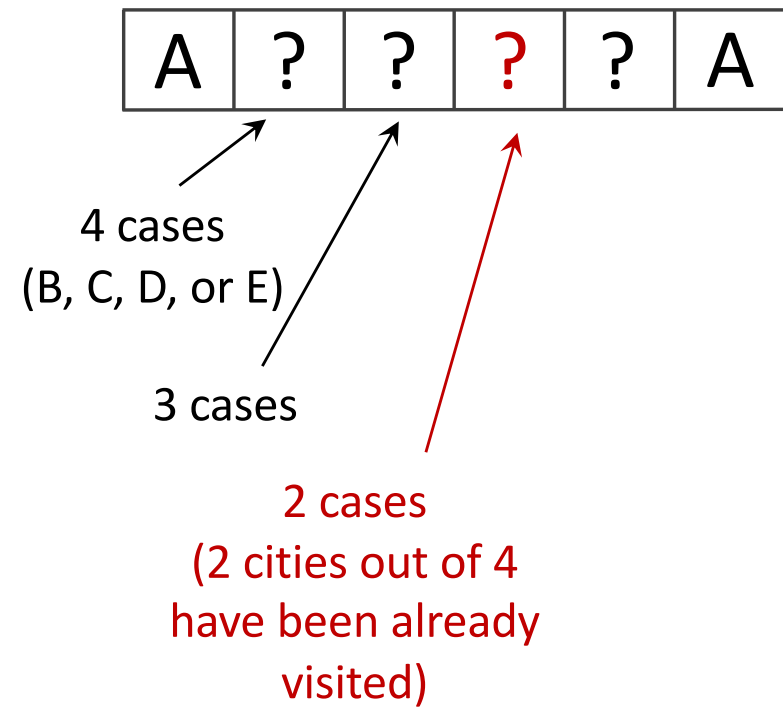 A ? ? ? ? A
4 cases
(B, C, D, or E)
3 cases
2 cases
(2 cities out of 4
have been already
visited)